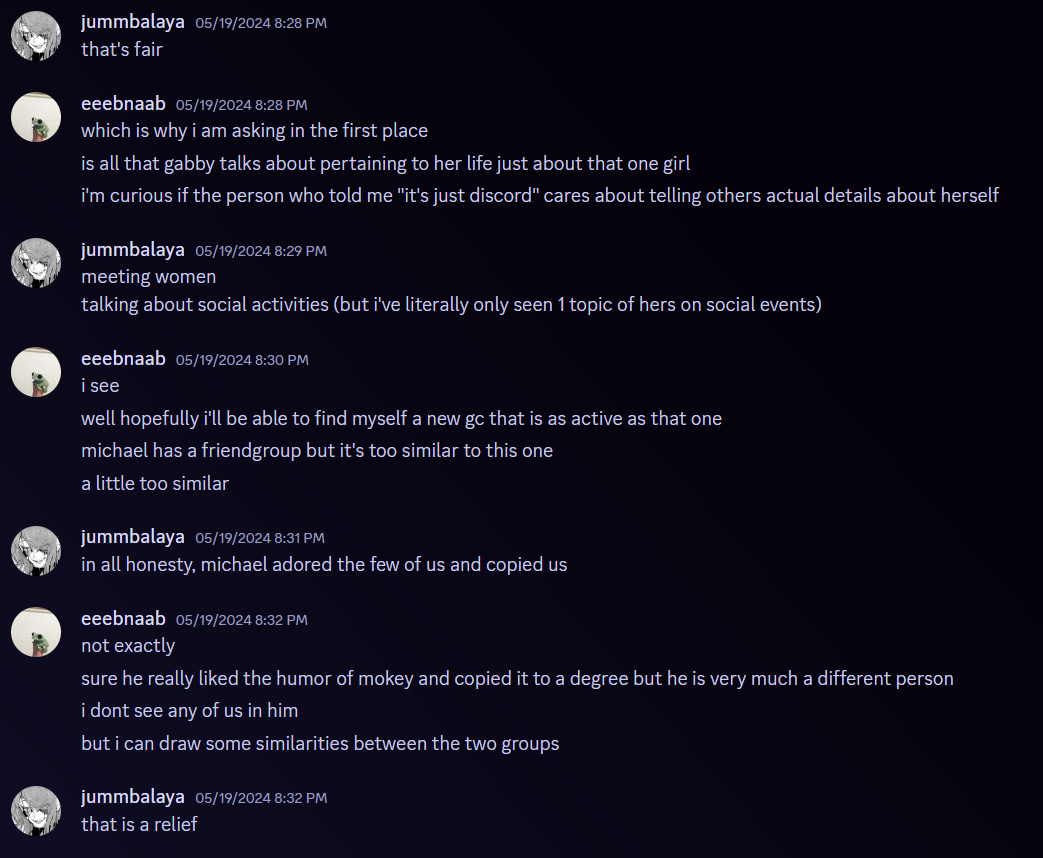 jummbalaya 05/19/2024 8:28 PM
that's fair
eeebnaab 05/19/2024 8:28 PM
which is why i am asking in the first place
is all that gabby talks about pertaining to her life just about that one girl
i'm curious if the person who told me "it's just discord" cares about telling others actual details about herself
jummbalaya 05/19/2024 8:29 PM
meeting women
talking about social activities (but i've literally only seen 1 topic of hers on social events)
eeebnaab 05/19/2024 8:30 PM
i see
well hopefully i'll be able to find myself a new gc that is as active as that one
michael has a friendgroup but it's too similar to this one
a little too similar
jummbalaya 05/19/2024 8:31 PM
in all honesty, michael adored the few of us and copied us
eeebnaab 05/19/2024 8:32 PM
not exactly
sure he really liked the humor of mokey and copied it to a degree but he is very much a different person
i dont see any of us in him
but i can draw some similarities between the two groups
jummbalaya 05/19/2024 8:32 PM
that is a relief